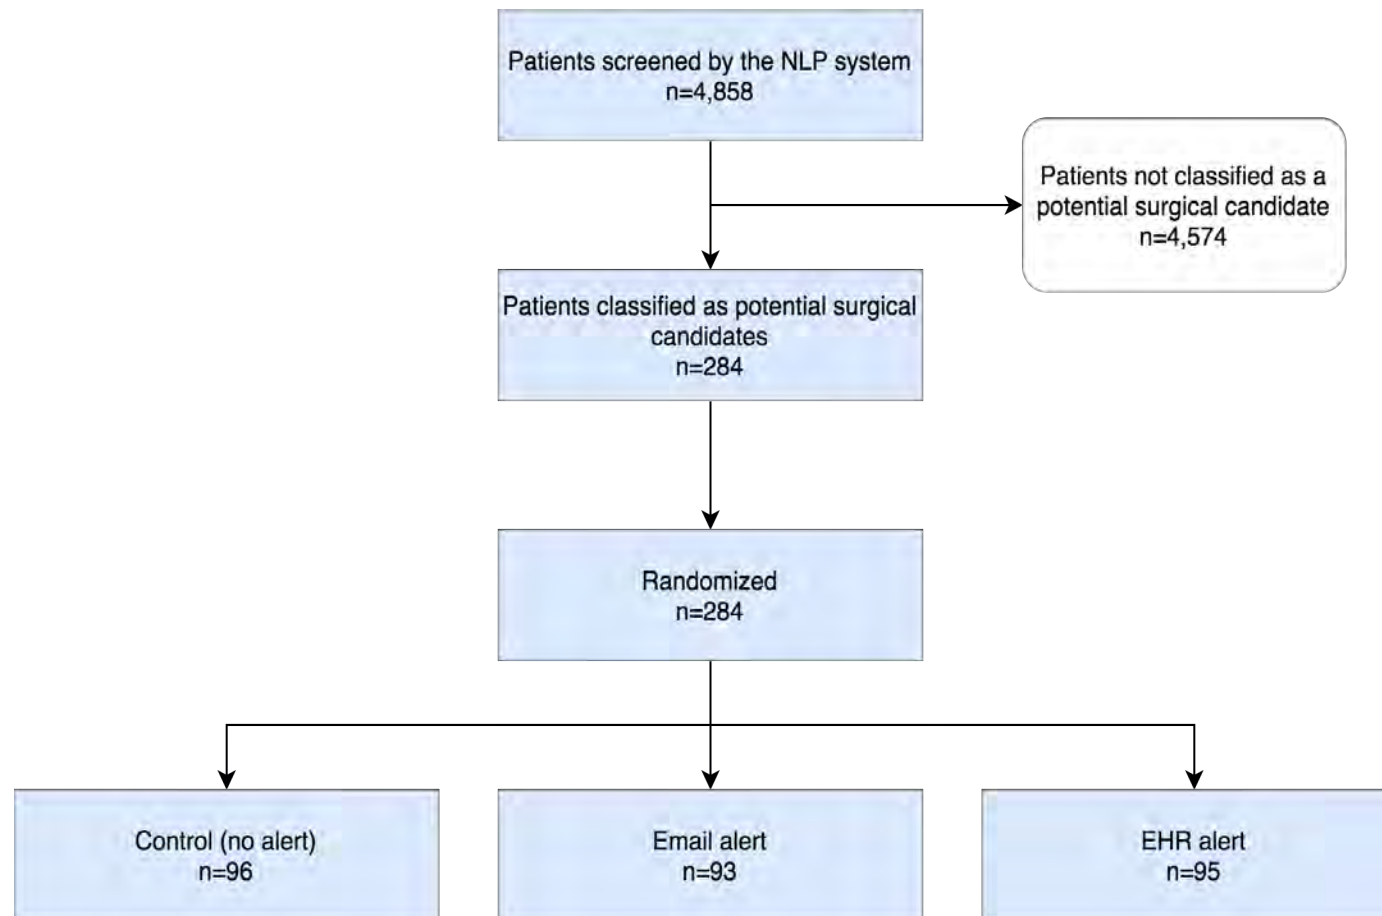 Patients screened by the NLP system
n=4,858
Patients not classified as a
potential surgical candidate
n=4,574
Patients classified as potential surgical
candidates
n=284
Randomized
n=284
Control (no alert)
n=96
Email alert
n=93
EHR alert
n=95